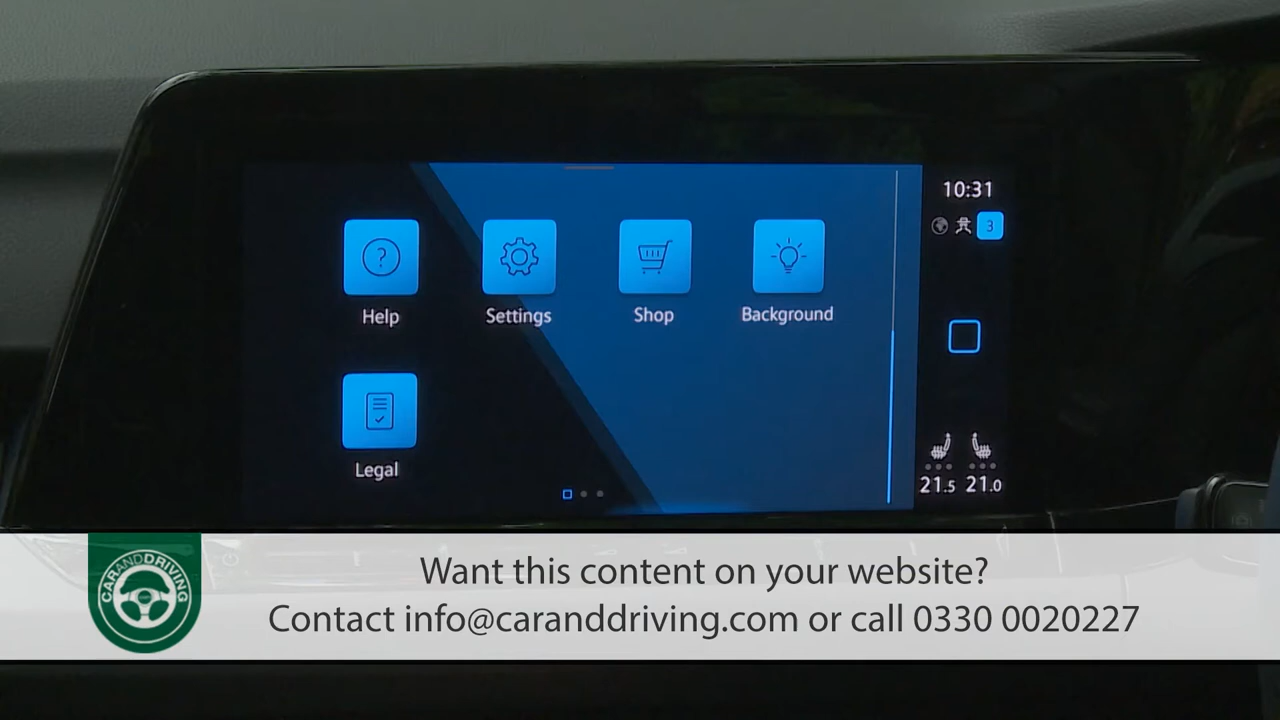 10:31
3
Help
Settings
Shop
Background
Legal
21.5 21.0
CARANDDRIVING
Want this content on your website?
Contact info@caranddriving.com or call 0330 0020227